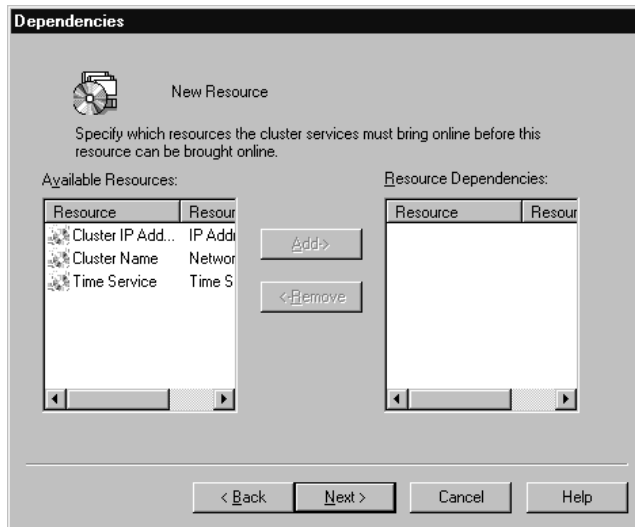 Dependencies
New Resource
Specify which resources the cluster services must bring online before this
resource can be brought online.
Available Resources:
Resource Resour
Cluster IP Add... IP Addr
Cluster Name Networ
Time Service Time S
Add->
<-Remove
Resource Dependencies:
Resource Resour
< Back Next > Cancel Help